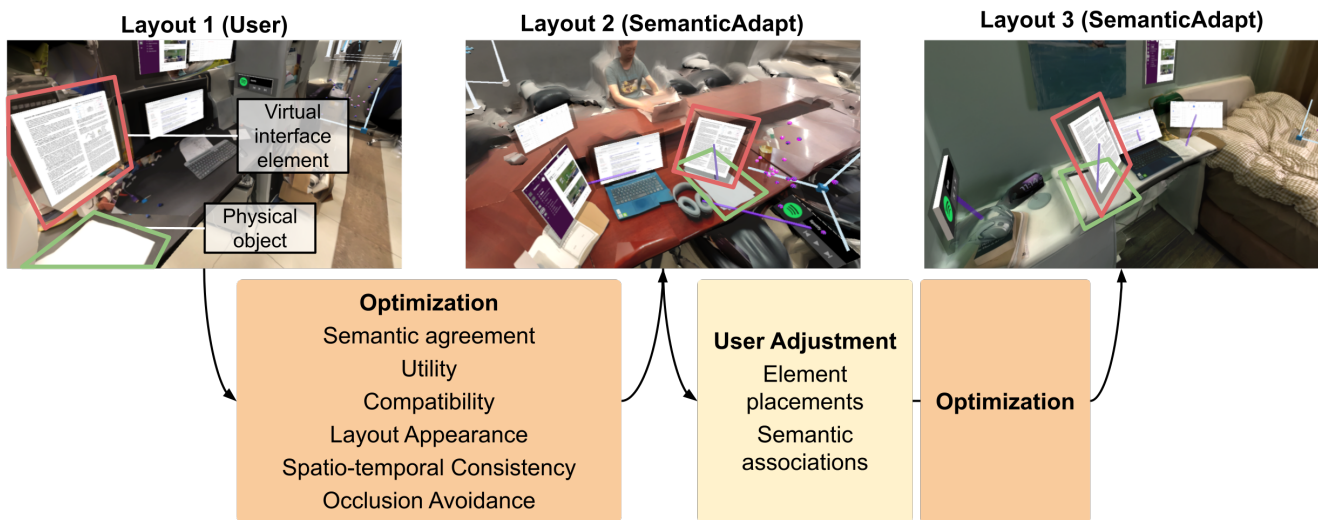 Layout 1 (User)
Layout 2 (SemanticAdapt)
Layout 3 (SemanticAdapt)
Virtual
interface
element
Physical
object
Optimization
Semantic agreement
Utility
Compatibility
Layout Appearance
Spatio-temporal Consistency
Occlusion Avoidance
User Adjustment
Element
placements
Semantic
associations
Optimization